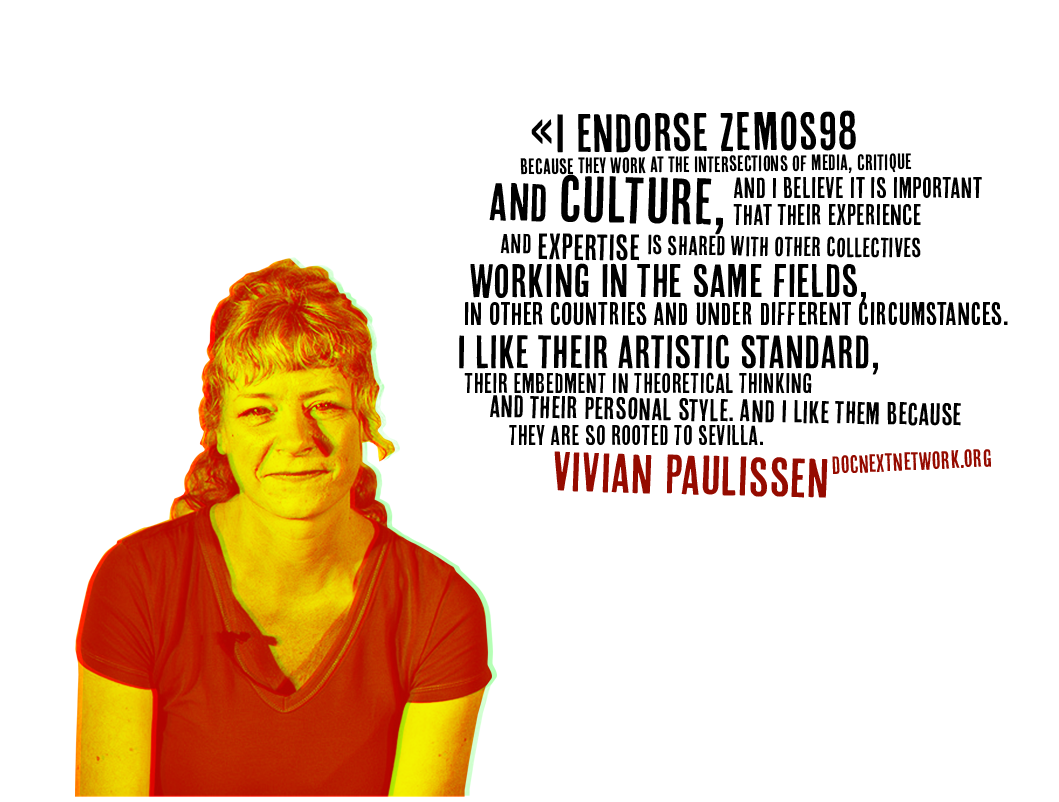 «I ENDORSE ZEMOS98
BECAUSE THEY WORK AT THE INTERSECTIONS OF MEDIA, CRITIQUE
AND CULTURE, AND I BELIEVE IT IS IMPORTANT
THAT THEIR EXPERIENCE
AND EXPERTISE IS SHARED WITH OTHER COLLECTIVES
WORKING IN THE SAME FIELDS,
IN OTHER COUNTRIES AND UNDER DIFFERENT CIRCUMSTANCES.
I LIKE THEIR ARTISTIC STANDARD,
THEIR EMBEDMENT IN THEORETICAL THINKING
AND THEIR PERSONAL STYLE. AND I LIKE THEM BECAUSE
THEY ARE SO ROOTED TO SEVILLA.
VIVIAN PAULISSEN DOCNEXTNETWORK.ORG